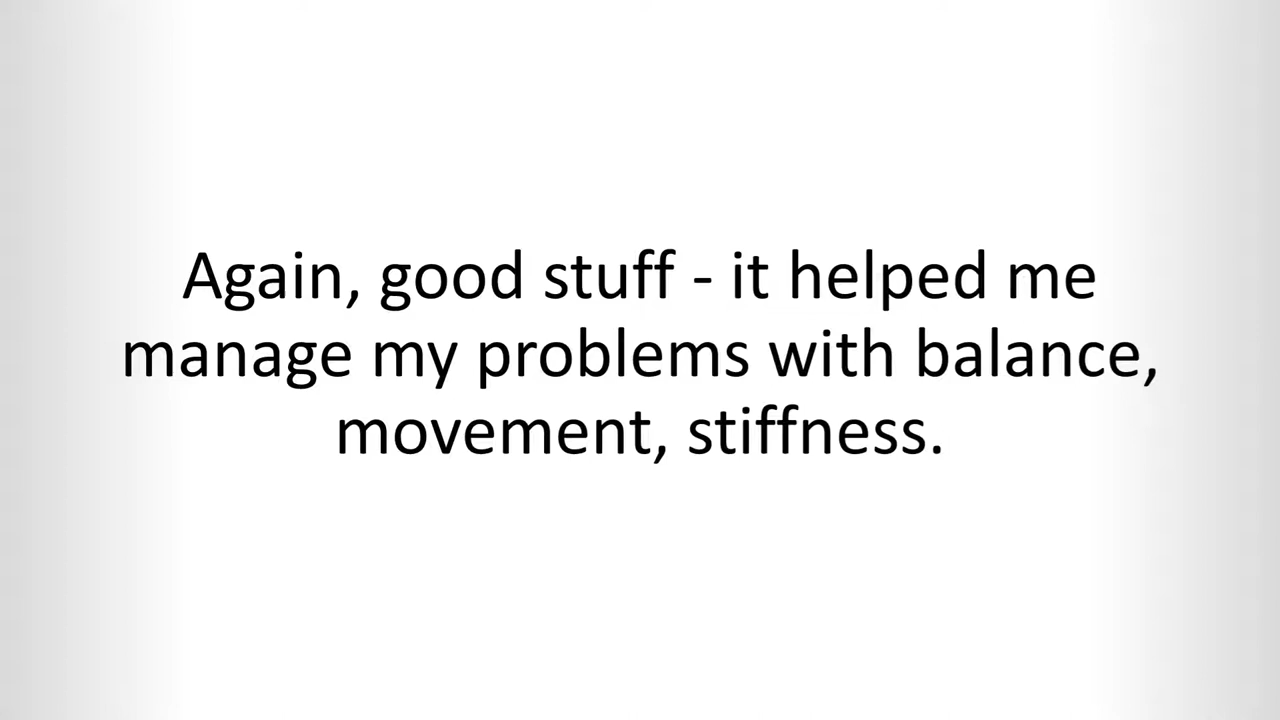 Again, good stuff - it helped me
manage my problems with balance,
movement, stiffness.